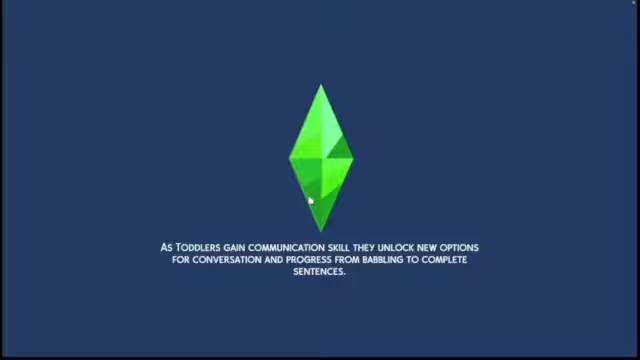 As Toddlers gain communication skill they unlock new options
for conversation and progress from babbling to complete
sentences.